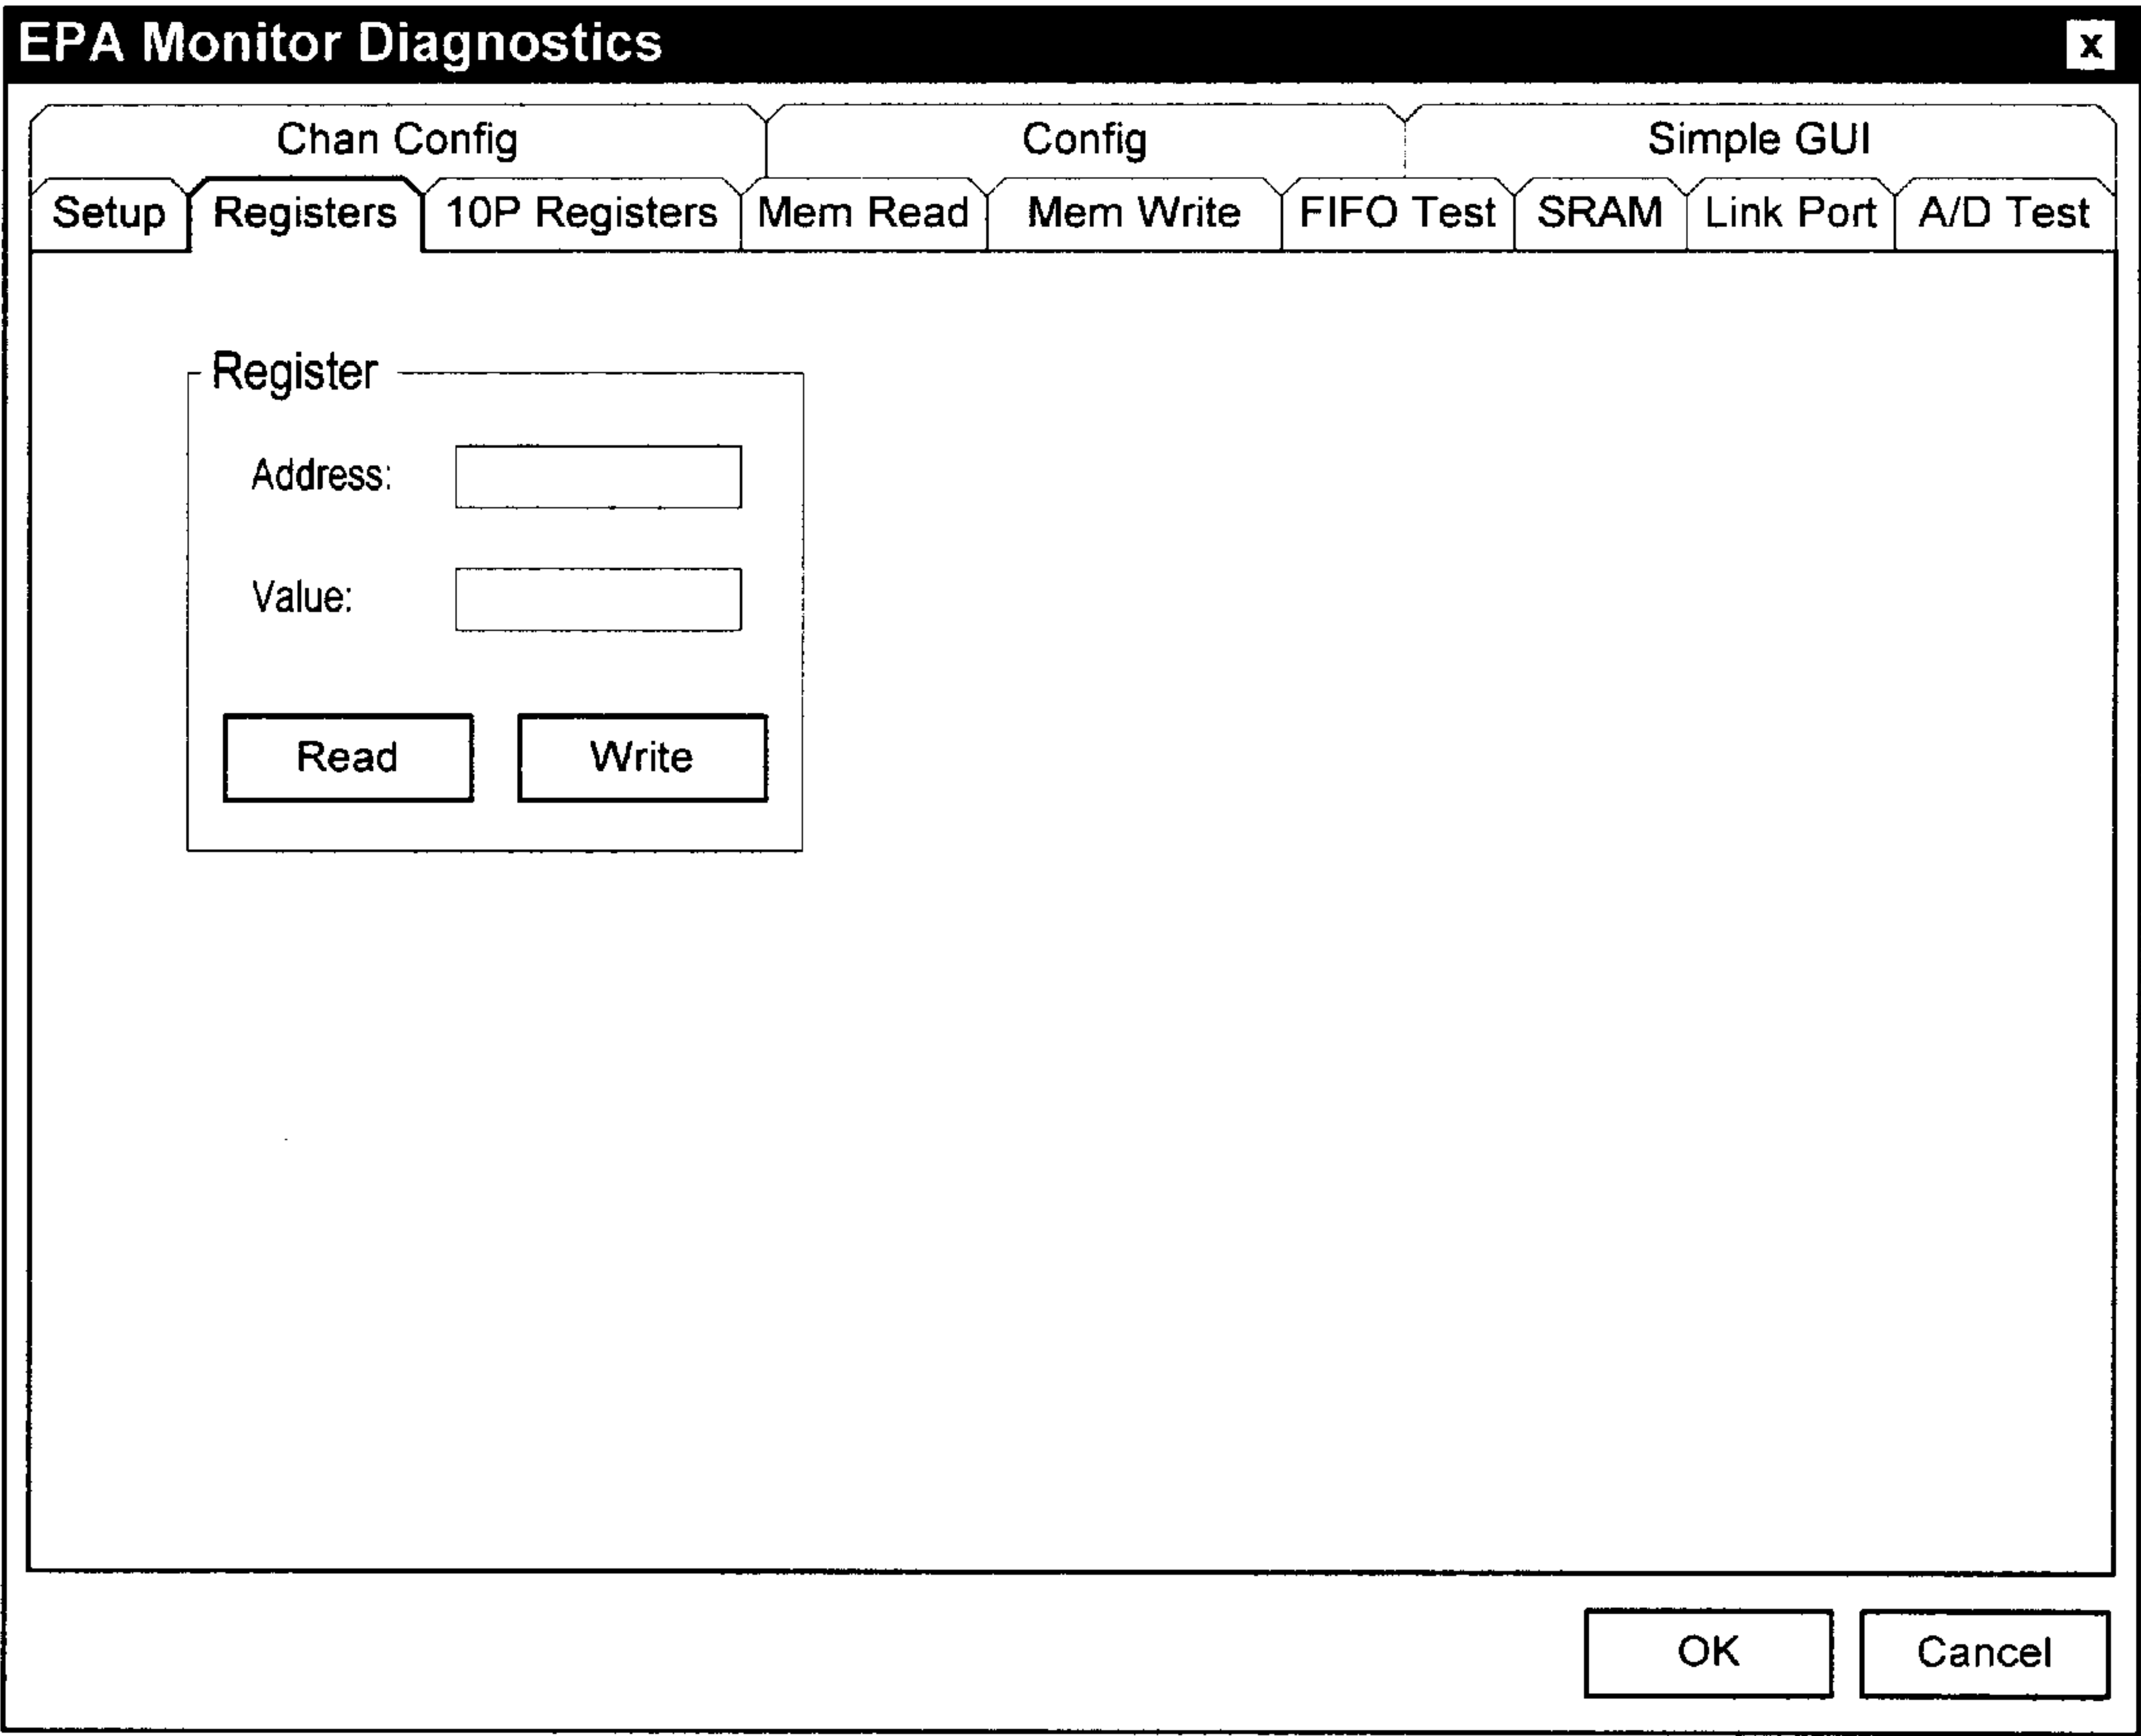 EPA Monitor Diagnostics x
Chan Config Config Simple GUI
Setup Registers 10P Registers Mem Read Mem Write FIFO Test SRAM Link Port A/D Test
Register
Address:
Value:
Read Write
OK Cancel